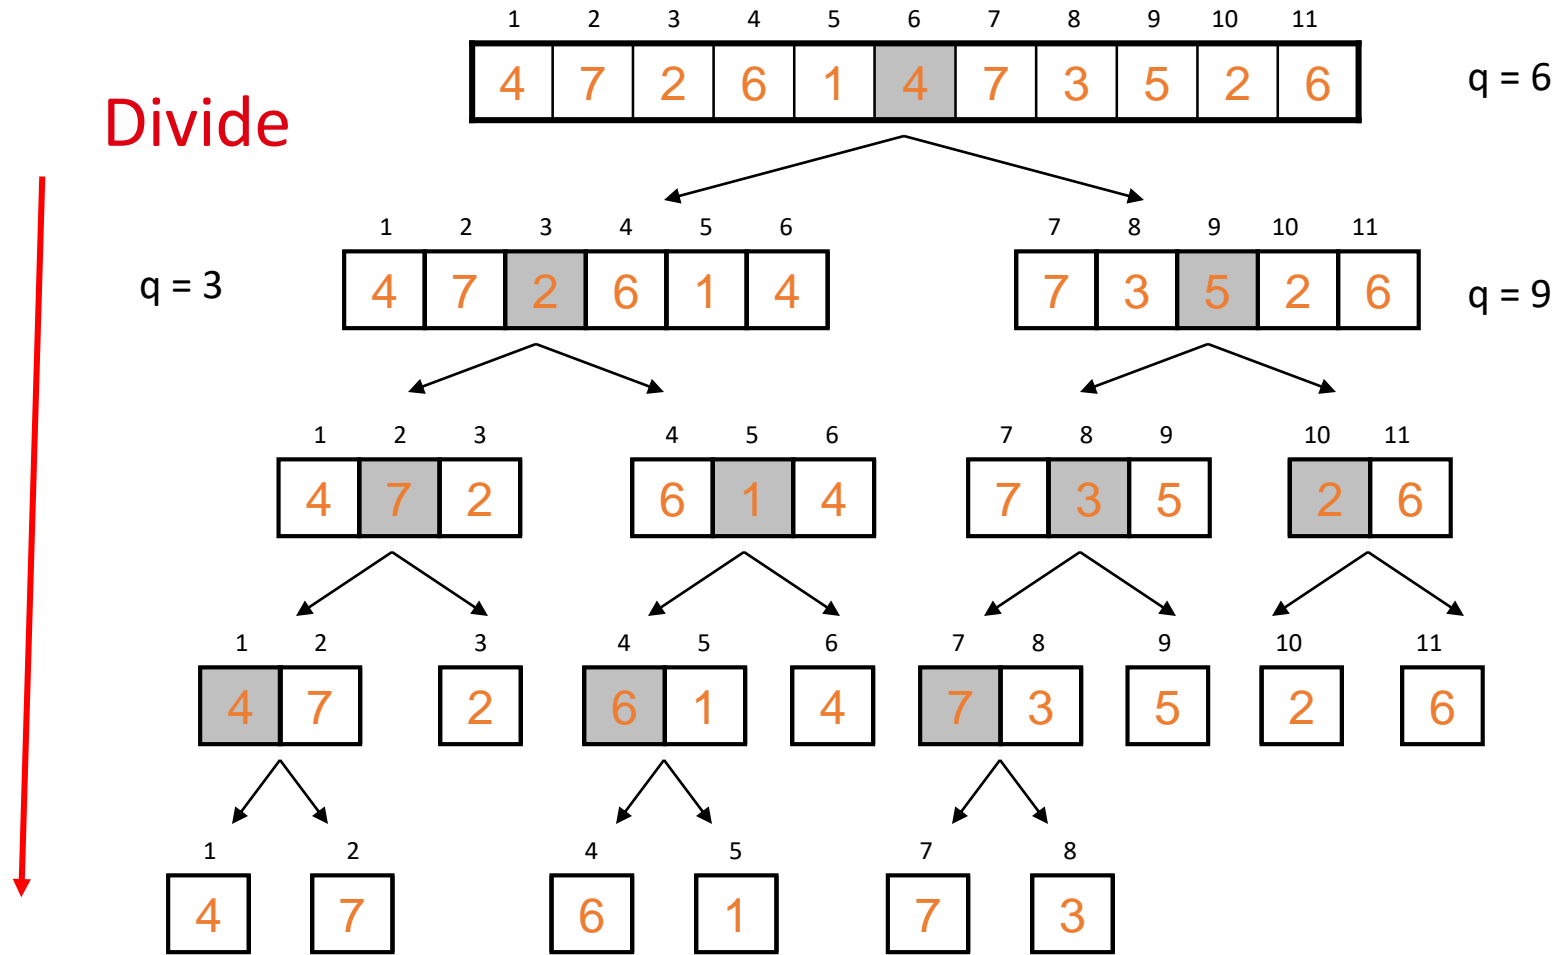 1 2 3 4 5 6 7 8 9 10 11
4 7 2 6 1 4 7 3 5 2 6
q = 6
Divide
1 2 3 4 5 6 7 8 9 10 11
q = 3
4 7 2 6 1 4 7 3 5 2 6
q = 9
1 2 3 4 5 6 7 8 9 10 11
4 7 2 6 1 4 7 3 5 2 6
1 2 3 4 5 6 7 8 9 10 11
4 7 2 6 1 4 7 3 5 2 6
1 2 4 5 7 8
4 7 6 1 7 3